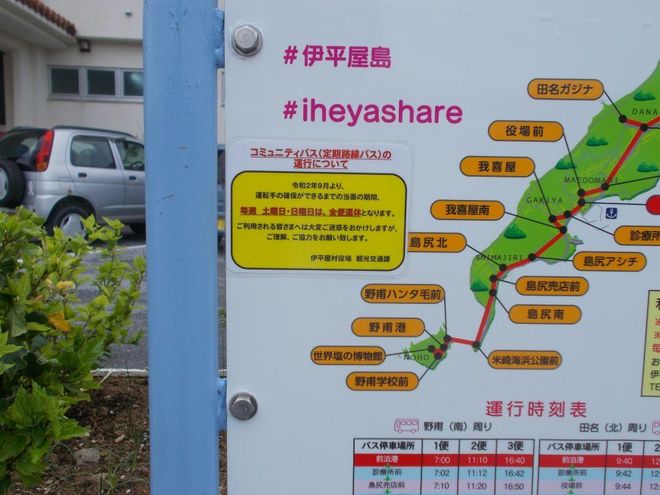 #伊平屋島
#iheyashare
コミュニティバス(定期路線バス)の
運行について
令和2年9月より、
運転手の確保ができるまでの当面の期間、
毎週 土曜日・日曜日は、全便運休となります。
ご利用される皆さまへは大変ご迷惑をおかけしますが、
ご理解、ご協力をお願い致します。
伊平屋村役場 観光交通課
田名ガジナ
DANA
役場前
我喜屋
MAEDOMARI
GAKIYA
我喜屋南
診療所
島尻北
SHIMAJIRI
島尻アシチ
島尻売店前
野甫ハンタ毛前
島尻南
野甫港
世界塩の博物館
NOHO
米崎海浜公園前
野甫学校前
運行時刻表
野甫(南)周り
田名(北)周り
バス停車場所 1便 2便 3便
前泊港 7:00 11:10 16:40
診療所前 7:02 11:12 16:42
島尻売店前 7:10 11:20 16:50
バス停車場所 1便
前泊港 9:40
診療所前 9:42
役場前 9:44